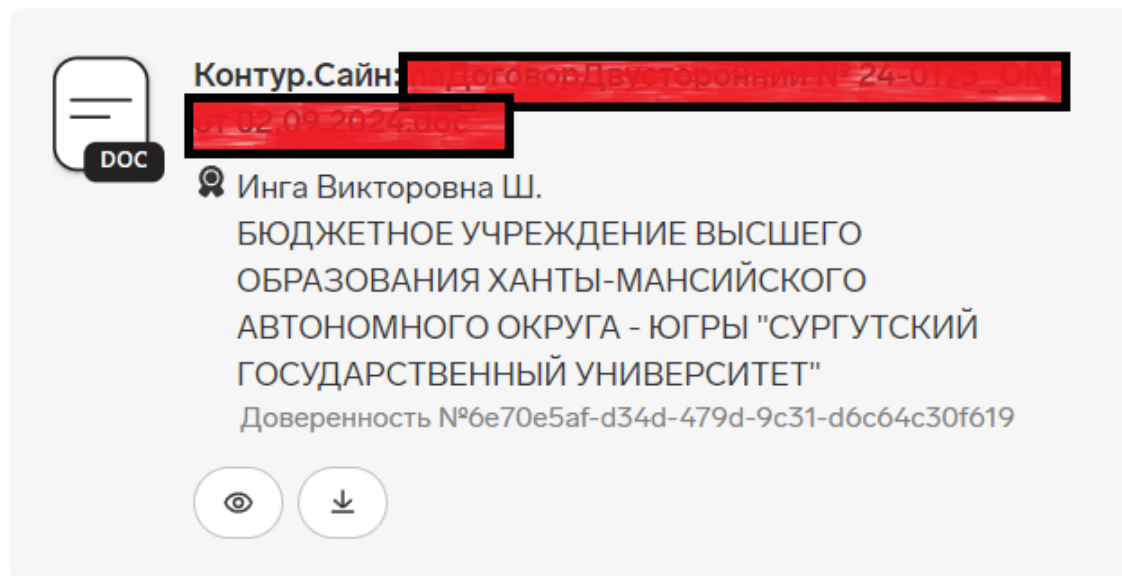 Контур.Сайн:
DOC
Инга Викторовна Ш.
БЮДЖЕТНОЕ УЧРЕЖДЕНИЕ ВЫСШЕГО
ОБРАЗОВАНИЯ ХАНТЫ-МАНСИЙСКОГО
АВТОНОМНОГО ОКРУГА - ЮГРЫ "СУРГУТСКИЙ
ГОСУДАРСТВЕННЫЙ УНИВЕРСИТЕТ"
Доверенность №6e70e5af-d34d-479d-9c31-d6c64c30f619